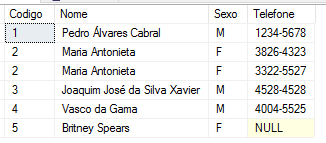 Codigo Nome Sexo Telefone
1 Pedro Álvares Cabral M 1234-5678
2 Maria Antonieta F 3826-4323
2 Maria Antonieta F 3322-5527
3 Joaquim José da Silva Xavier M 4528-4528
4 Vasco da Gama M 4004-5525
5 Britney Spears F NULL